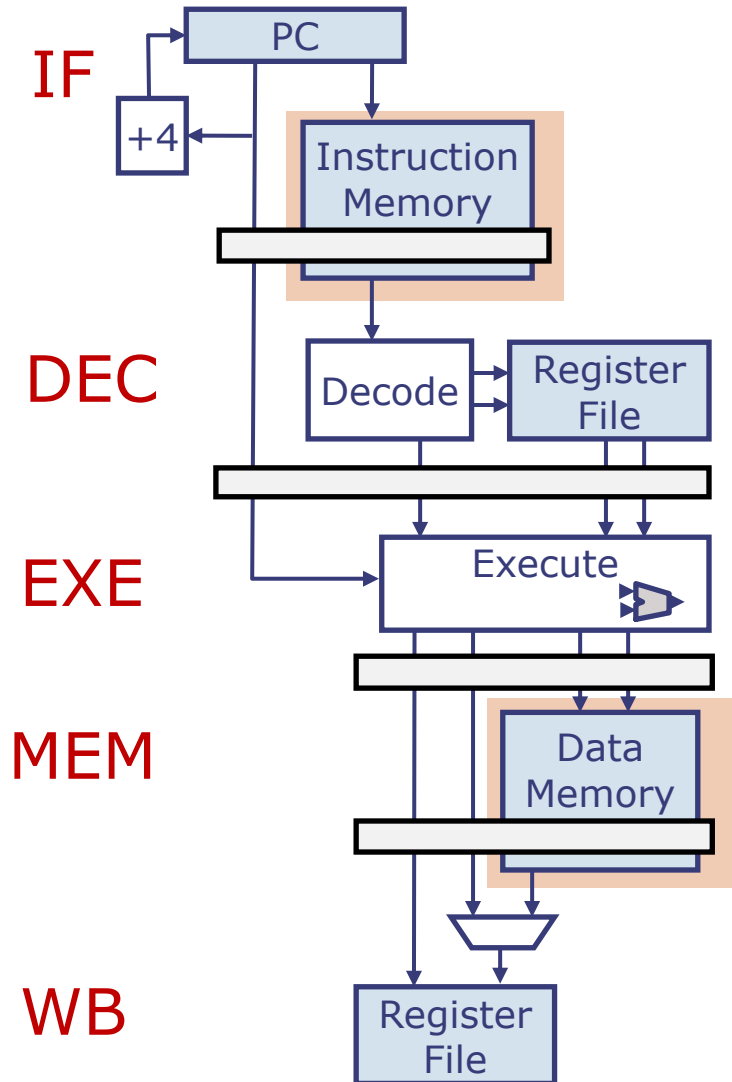 PC
IF
+4
Instruction
Memory
DEC
Decode
Register
File
EXE
Execute
MEM
Data
Memory
WB
Register
File